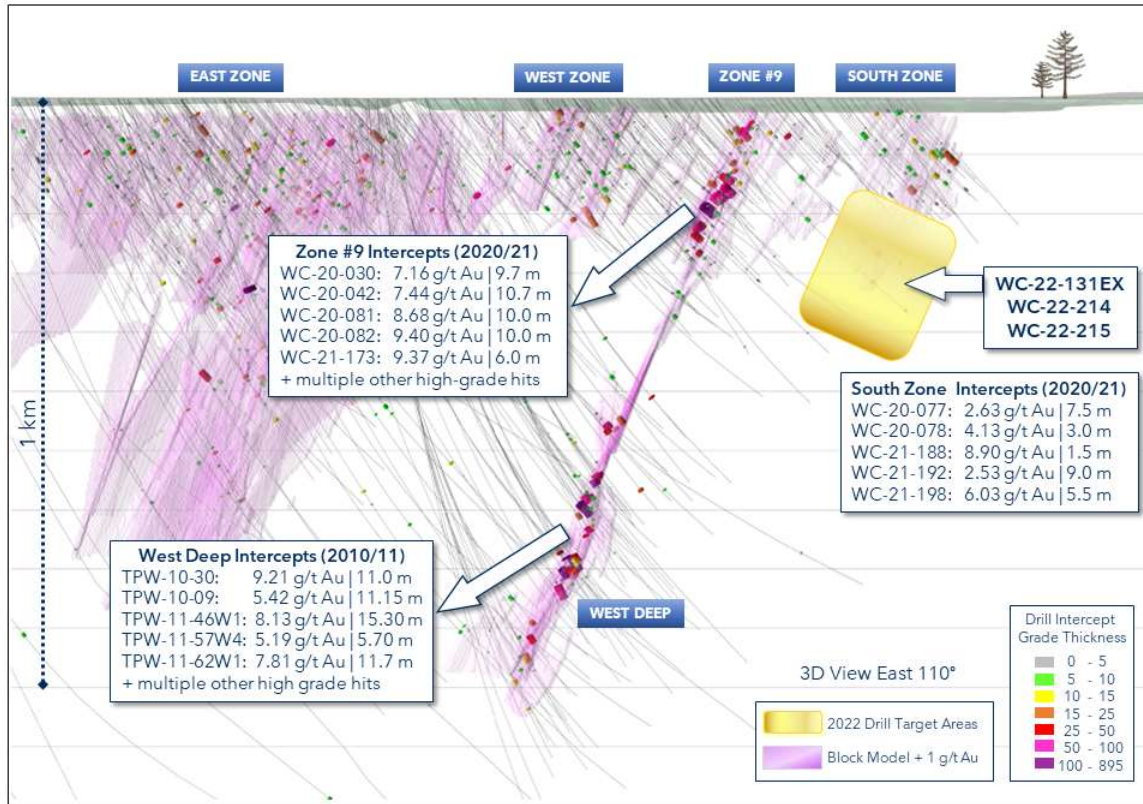 EAST ZONE
WEST ZONE
ZONE #9
SOUTH ZONE
1 km
Zone #9 Intercepts (2020/21)
WC-20-030: 7.16 g/t Au | 9.7 m
WC-20-042: 7.44 g/t Au | 10.7 m
WC-20-081: 8.68 g/t Au | 10.0 m
WC-20-082: 9.40 g/t Au | 10.0 m
WC-21-173: 9.37 g/t Au | 6.0 m
+ multiple other high-grade hits
WC-22-131EX
WC-22-214
WC-22-215
South Zone Intercepts (2020/21)
WC-20-077: 2.63 g/t Au | 7.5 m
WC-20-078: 4.13 g/t Au | 3.0 m
WC-21-188: 8.90 g/t Au | 1.5 m
WC-21-192: 2.53 g/t Au | 9.0 m
WC-21-198: 6.03 g/t Au | 5.5 m
West Deep Intercepts (2010/11)
TPW-10-30: 9.21 g/t Au | 11.0 m
TPW-10-09: 5.42 g/t Au | 11.15 m
TPW-11-46W1: 8.13 g/t Au | 15.30 m
TPW-11-57W4: 5.19 g/t Au | 5.70 m
TPW-11-62W1: 7.81 g/t Au | 11.7 m
+ multiple other high grade hits
WEST DEEP
3D View East 110°
2022 Drill Target Areas
Block Model + 1 g/t Au
Drill Intercept
Grade Thickness
0 - 5
5 - 10
10 - 15
15 - 25
25 - 50
50 - 100
100 - 895